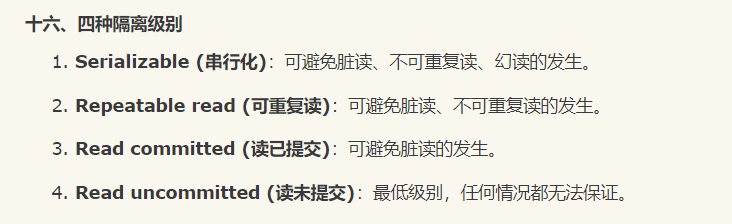 十六、四种隔离级别
1. Serializable (串行化)：可避免脏读、不可重复读、幻读的发生。
2. Repeatable read (可重复读)：可避免脏读、不可重复读的发生。
3. Read committed (读已提交)：可避免脏读的发生。
4. Read uncommitted (读未提交)：最低级别，任何情况都无法保证。